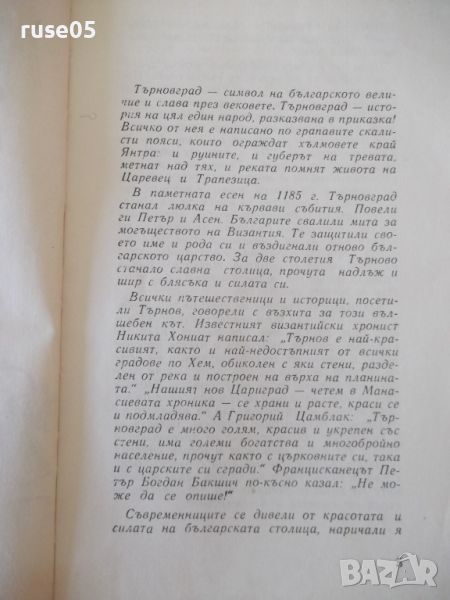 ruse05
Търновград — символ на българското вели-
чие и слава през вековете. Търновград — исто-
рия на цял един народ, разказвана в приказка!
Всичко от нея е написано по грапавите скалис-
ти пояси, които ограждат хълмовете край
Янтра: и руините, и губерът на тревата,
метнат над тях, и реката помнят живота на
Царевец и Трапезица.
В паметната есен на 1185 г. Търновград
станал люлка на кървави събития. Повели
ги Петър и Асен. Българите свалили мита за
могъществото на Византия. Те защитили свое-
то име и рода си и въздигнали отново бъл-
гарското царство. За две столетия Търново
станало славна столица, прочута надлъж и
шир с блясъка и силата си.
Всички пътешественици и историци, посети-
ли Търнов, говорели с възхита за този въл-
шебен кът. Известният византийски хронист
Никита Хониат написал: „Търнов е най-кра-
сивият, както и най-недостъпният от всички
градове по Хем, обиколен с яки стени, разде-
лен от река и построен на върха на планина-
та.“ „Нашият нов Цариград — четем в Мана-
сиевата хроника — се храни и расте, краси се
и подмладява.“ А Григорий Цамблак: „Тър-
новград е много голям, красив и укрепен със
стени, има големи богатства и многобройно
население, прочут както с църковните си, така
и с царските си сгради.“ Францисканецът Пе-
тър Богдан Бакшич по-късно казал: „Не мо-
же да се опише!“
Съвременниците се дивели от красотата и
силата на българската столица, наричали я
bazar.bg